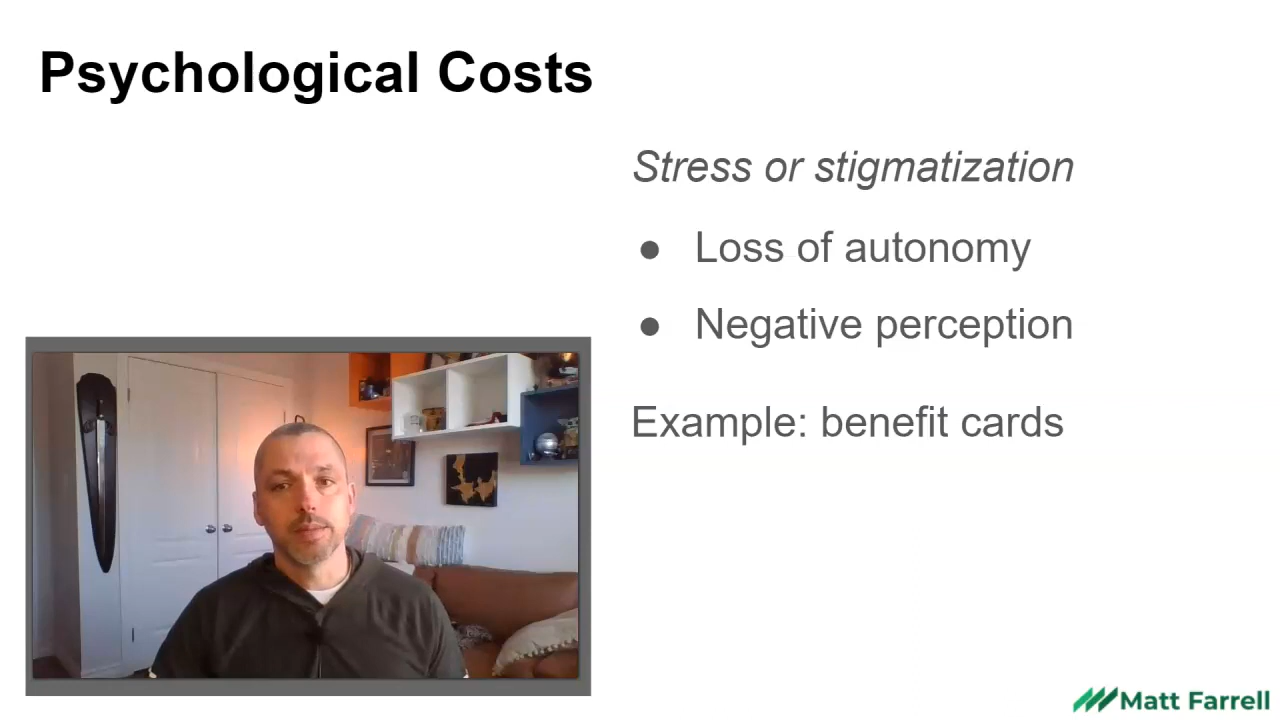 Psychological Costs
Stress or stigmatization
● Loss of autonomy
● Negative perception
Example: benefit cards
Matt Farrell